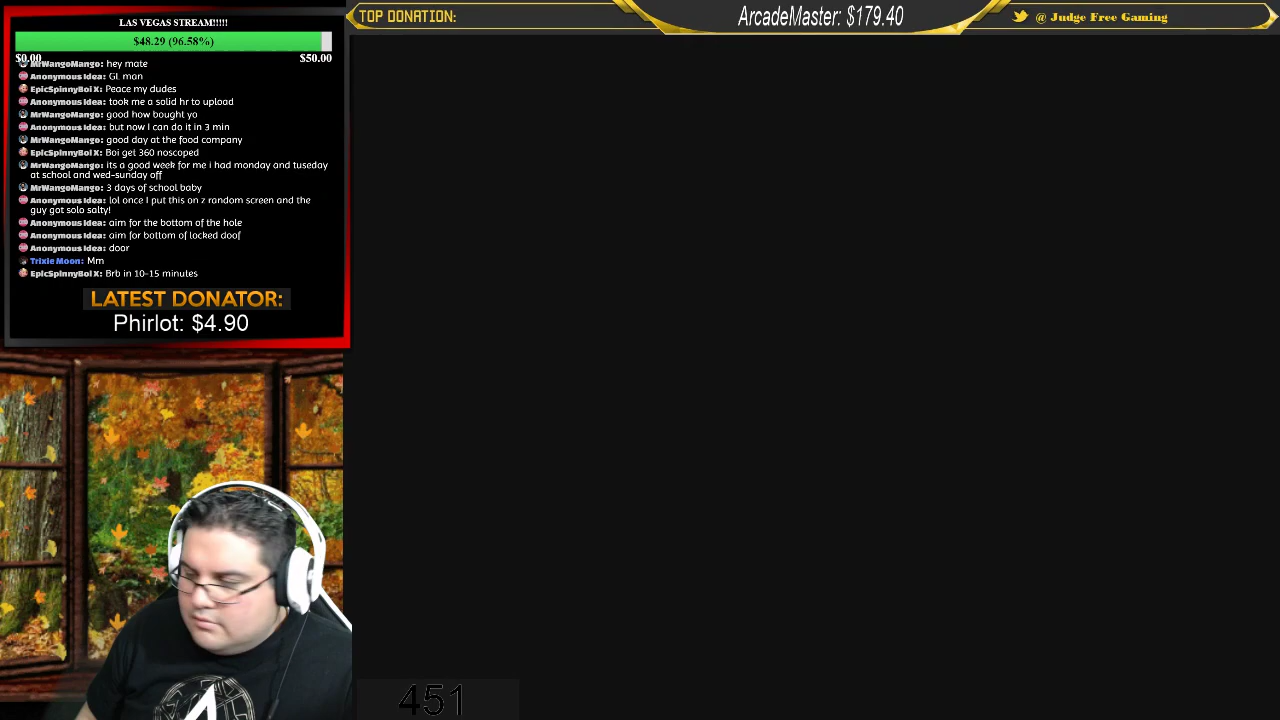 LAS VEGAS STREAM!!!!!
$48.29 (96.58%)
$0.00 $50.00
MrWangoMango: hey mate
Anonymous Idea: GL man
EpicSpinnyBoi X: Peace my dudes
Anonymous Idea: took me a solid hr to upload
MrWangoMango: good how bought yo
Anonymous Idea: but now I can do it in 3 min
MrWangoMango: good day at the food company
EpicSpinnyBoi X: Boi get 360 noscoped
MrWangoMango: its a good week for me i had monday and tuseday
at school and wed-sunday off
MrWangoMango: 3 days of school baby
Anonymous Idea: lol once I put this on z random screen and the
guy got solo salty!
Anonymous Idea: aim for the bottom of the hole
Anonymous Idea: aim for bottom of locked doof
Anonymous Idea: door
Trixie Moon: Mm
EpicSpinnyBoi X: Brb in 10-15 minutes
LATEST DONATOR:
Phirlot: $4.90
TOP DONATION:
ArcadeMaster: $179.40
@ Judge Free Gaming
451